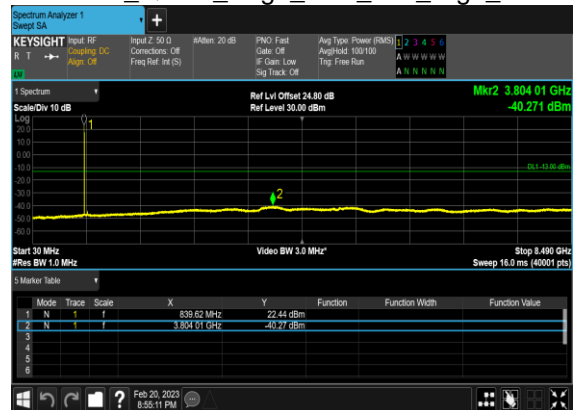 Spectrum Analyzer 1
Swept SA
+
KEYSIGHT Input: RF Input Z: 50 Ω #Atten: 20 dB PNO: Fast Avg Type: Power (RMS) 1 2 3 4 5 6
R T Coupling: DC Corrections: Off Gate: Off Avg|Hold: 100/100 A W W W W W
Align: Off Freq Ref: Int (S) IF Gain: Low Trig: Free Run
LW Sig Track: Off A N N N N N
1 Spectrum Ref Lvl Offset 24.80 dB Mkr2 3.804 01 GHz
Scale/Div 10 dB Ref Level 30.00 dBm -40.271 dBm
Log
1
20.0
10.0
0.00
-10.0
DL1 -13.00 dBm
-20.0
-30.0
2
-40.0
-50.0
-60.0
Start 30 MHz Video BW 3.0 MHz* Stop 8.490 GHz
#Res BW 1.0 MHz Sweep 16.0 ms (40001 pts)
5 Marker Table
Mode Trace Scale X Y Function Function Width Function Value
1 N 1 f 839.62 MHz 22.44 dBm
2 N 1 f 3.804 01 GHz -40.27 dBm
3
4
5
6
? Feb 20, 2023
8:55:11 PM